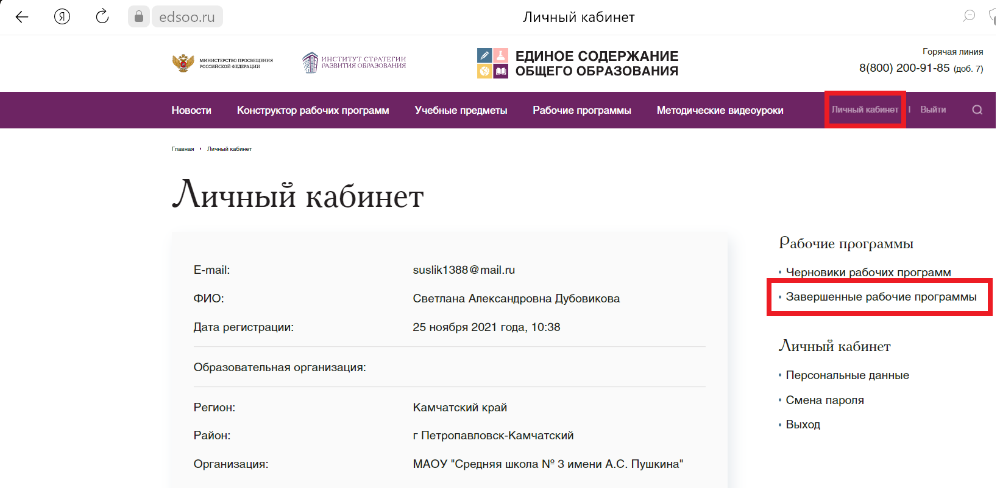 Я
edsoo.ru
Личный кабинет
МИНИСТЕРСТВО ПРОСВЕЩЕНИЯ
РОССИЙСКОЙ ФЕДЕРАЦИИ
ИНСТИТУТ СТРАТЕГИИ
РАЗВИТИЯ ОБРАЗОВАНИЯ
ЕДИНОЕ СОДЕРЖАНИЕ
ОБЩЕГО ОБРАЗОВАНИЯ
Горячая линия
8(800) 200-91-85 (доб. 7)
Новости Конструктор рабочих программ Учебные предметы Рабочие программы Методические видеоуроки Личный кабинет | Выйти
Главная • Личный кабинет
Личный кабинет
E-mail: suslik1388@mail.ru
ФИО: Светлана Александровна Дубовикова
Дата регистрации: 25 ноября 2021 года, 10:38
Образовательная организация:
Регион: Камчатский край
Район: г Петропавловск-Камчатский
Организация: МАОУ "Средняя школа № 3 имени А.С. Пушкина"
Рабочие программы
• Черновики рабочих программ
• Завершенные рабочие программы
Личный кабинет
• Персональные данные
• Смена пароля
• Выход